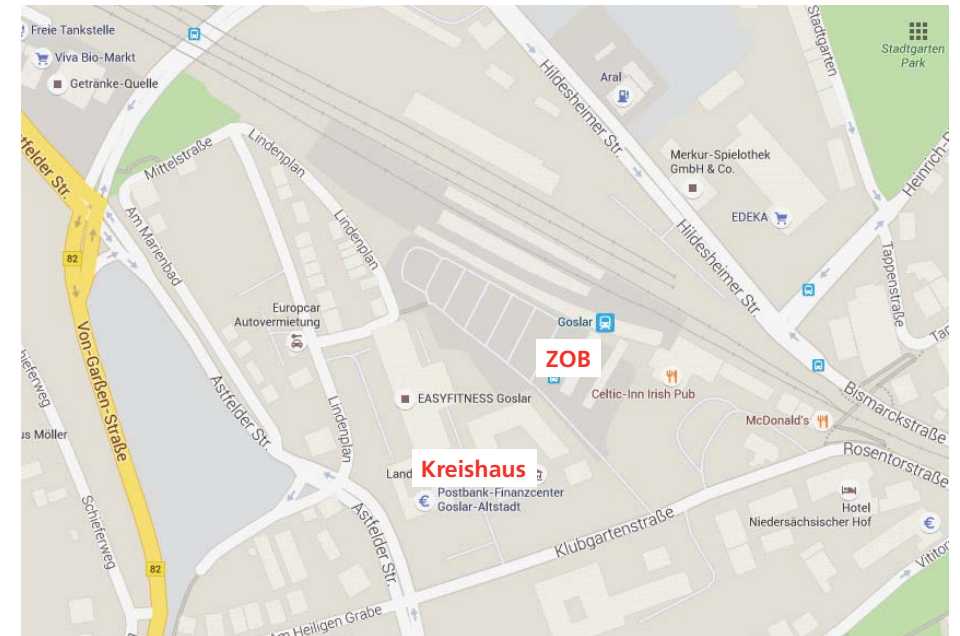 Freie Tankstelle
Viva Bio-Markt
Getränke-Quelle
Stadtgarten
Stadtgarten
Park
Aral
Hildesheimer Str.
Merkur-Spielothek
GmbH & Co.
EDEKA
Hildesheimer Str.
Tappenstraße
Mittelstraße
Lindenplan
Lindenplan
Am Marienbad
82
Europcar
Autovermietung
Goslar
ZOB
Celtic-Inn Irish Pub
McDonald's
Bismarckstraße
Rosentorstraße
Von-Garßen-Straße
Schieferweg
Astfelder Str.
Lindenplan
EASYFITNESS Goslar
Kreishaus
Postbank-Finanzcenter
Goslar-Altstadt
Hotel
Niedersächsischer Hof
Klubgartenstraße
Astfelder Str.
Schieferweg
82
Am Heiligen Grabe